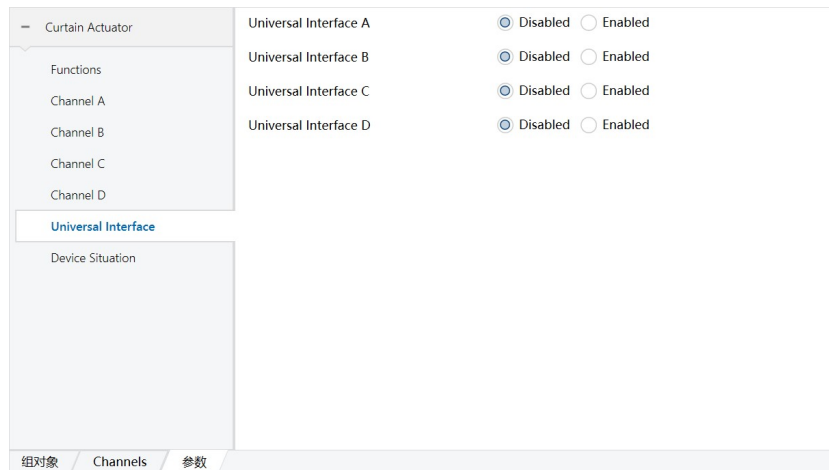 Curtain Actuator
Functions
Channel A
Channel B
Channel C
Channel D
Universal Interface
Device Situation
Universal Interface A Disabled Enabled
Universal Interface B Disabled Enabled
Universal Interface C Disabled Enabled
Universal Interface D Disabled Enabled
组对象 Channels 参数